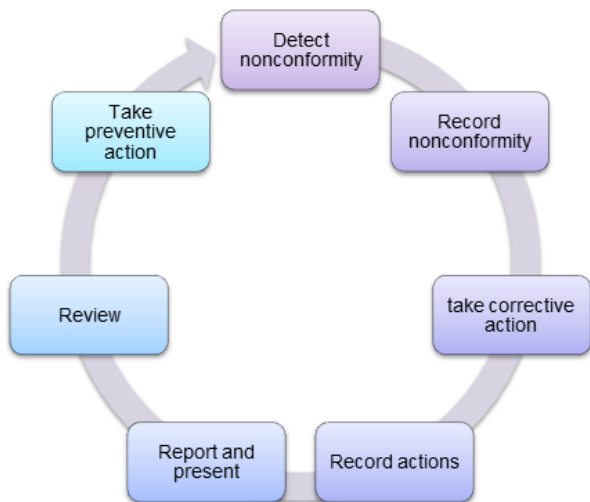 Detect
nonconformity
Record
nonconformity
take corrective
action
Record actions
Report and
present
Review
Take
preventive
action